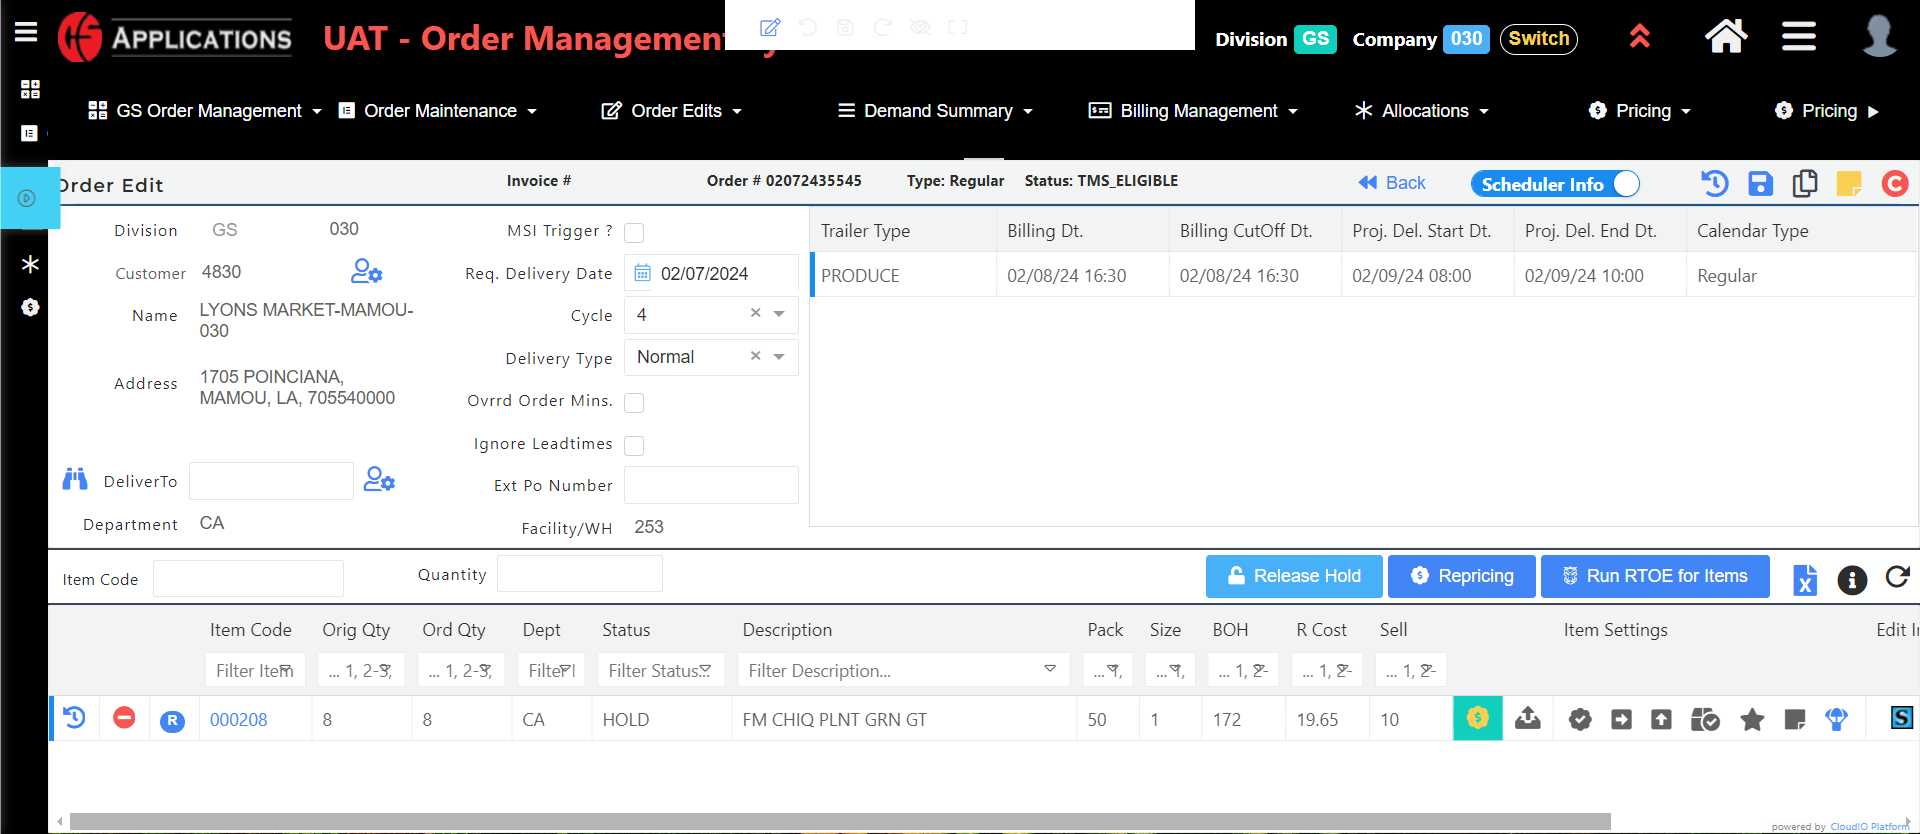 APPLICATIONS
UAT - Order Management
Division GS Company 030 Switch
GS Order Management
Order Maintenance
Order Edits
Demand Summary
Billing Management
Allocations
Pricing
Pricing
Order Edit
Invoice #
Order # 02072435545
Type: Regular
Status: TMS_ELIGIBLE
Back
Scheduler Info
C
Division GS 030
Customer 4830
Name LYONS MARKET-MAMOU-
030
Address 1705 POINCIANA,
MAMOU, LA, 705540000
DeliverTo
Department CA
MSI Trigger ?
Req. Delivery Date 02/07/2024
Cycle 4
Delivery Type Normal
Ovrrd Order Mins.
Ignore Leadtimes
Ext Po Number
Facility/WH 253
Trailer Type Billing Dt. Billing CutOff Dt. Proj. Del. Start Dt. Proj. Del. End Dt. Calendar Type
PRODUCE 02/08/24 16:30 02/08/24 16:30 02/09/24 08:00 02/09/24 10:00 Regular
Item Code Quantity Release Hold Repricing Run RTOE for Items
Item Code Orig Qty Ord Qty Dept Status Description Pack Size BOH R Cost Sell Item Settings Edit
Filter Item ... 1, 2-3, ... 1, 2-3, Filter Filter Status... Filter Description... ... 1, ... 1, ... 1, 2- ... 1, 2- ... 1, 2-
R 000208 8 8 CA HOLD FM CHIQ PLNT GRN GT 50 1 172 19.65 10 S
powered by CloudIO Platform